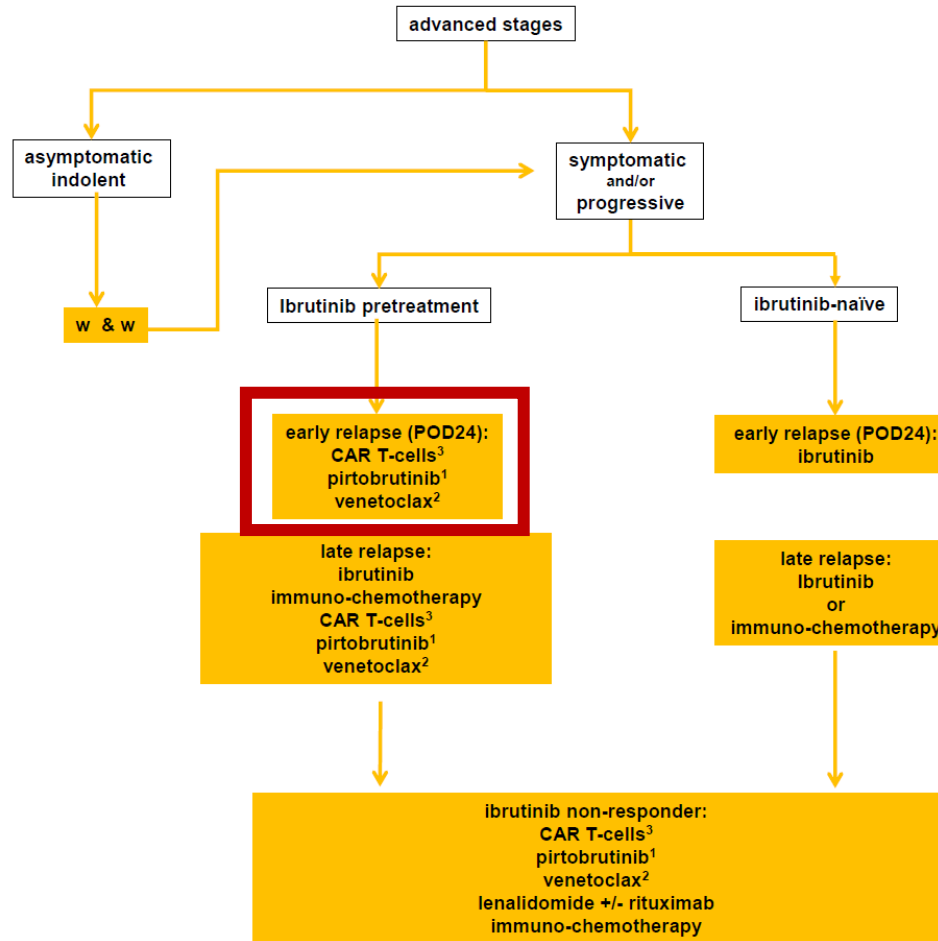 advanced stages
asymptomatic
indolent
symptomatic
and/or
progressive
w & w
Ibrutinib pretreatment
ibrutinib-naïve
early relapse (POD24):
CAR T-cells³
pirtobrutinib¹
venetoclax²
early relapse (POD24):
ibrutinib
late relapse:
ibrutinib
immuno-chemotherapy
CAR T-cells³
pirtobrutinib¹
venetoclax²
late relapse:
Ibrutinib
or
immuno-chemotherapy
ibrutinib non-responder:
CAR T-cells³
pirtobrutinib¹
venetoclax²
lenalidomide +/- rituximab
immuno-chemotherapy